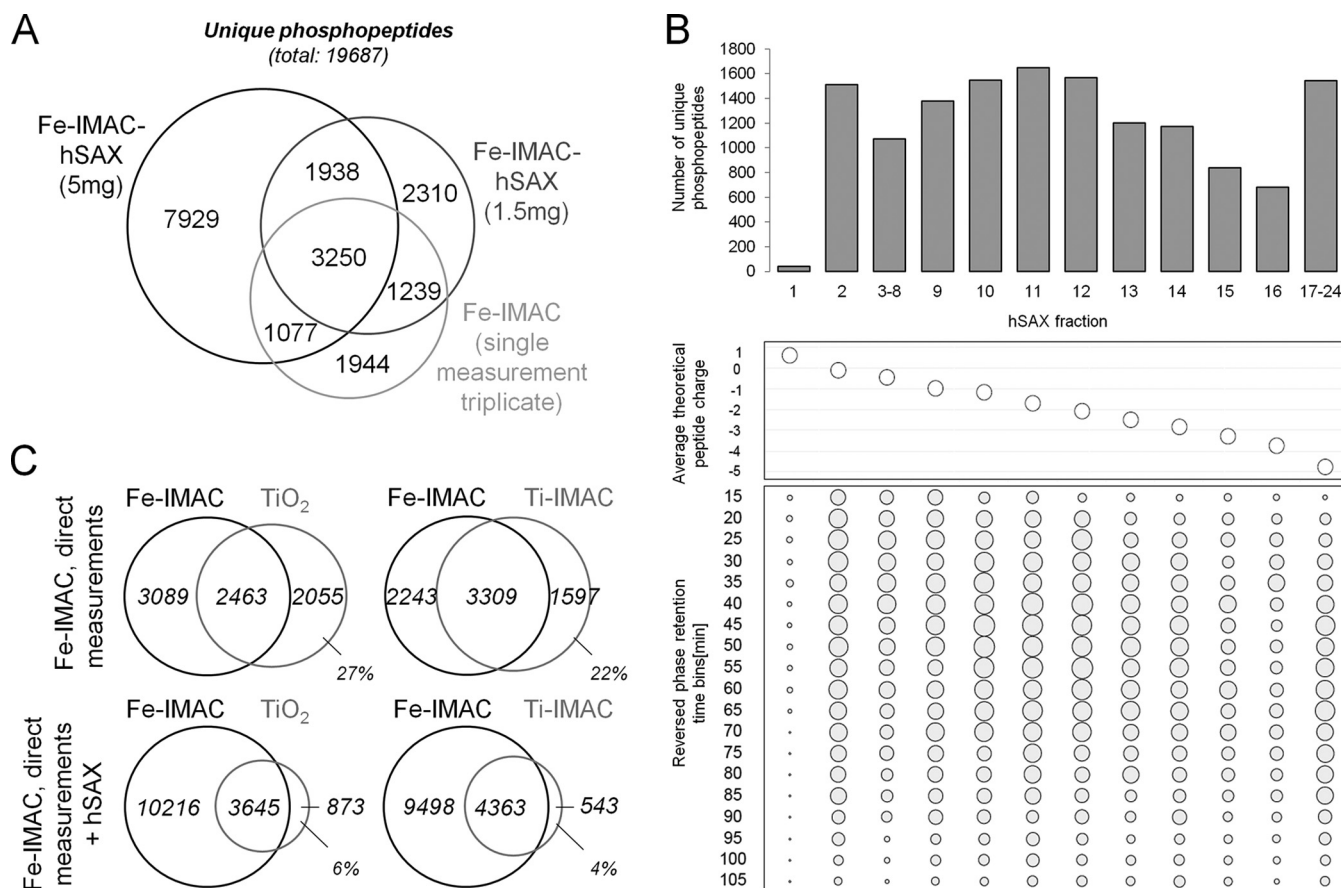 A
Unique phosphopeptides
(total: 19687)
Fe-IMAC-
hSAX
(5mg)
1938
2310
Fe-IMAC-
hSAX
(1.5mg)
7929
3250
1239
1077
1944
Fe-IMAC
(single
measurement
triplicate)
B
Number of unique
phosphopeptides
1800
1600
1400
1200
1000
800
600
400
200
0
1 2 3-8 9 10 11 12 13 14 15 16 17-24
hSAX fraction
Average theoretical
peptide charge
1
0
-1
-2
-3
-4
-5
Reversed phase retention
time bins[min]
15
20
25
30
35
40
45
50
55
60
65
70
75
80
85
90
95
100
105
C
Fe-IMAC, direct
measurements
Fe-IMAC TiO2
3089 2463 2055
27%
Fe-IMAC Ti-IMAC
2243 3309 1597
22%
Fe-IMAC, direct
measurements
+ hSAX
Fe-IMAC TiO2
10216 3645 873
6%
Fe-IMAC Ti-IMAC
9498 4363 543
4%